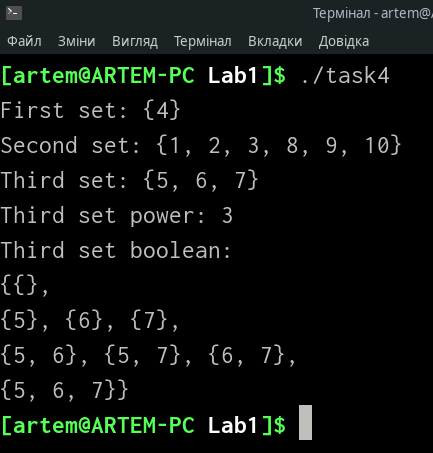 Термінал - artem@A
Файл Зміни Вигляд Термінал Вкладки Довідка
[artem@ARTEM-PC Lab1]$ ./task4
First set: {4}
Second set: {1, 2, 3, 8, 9, 10}
Third set: {5, 6, 7}
Third set power: 3
Third set boolean:
{{},
{5}, {6}, {7},
{5, 6}, {5, 7}, {6, 7},
{5, 6, 7}}
[artem@ARTEM-PC Lab1]$